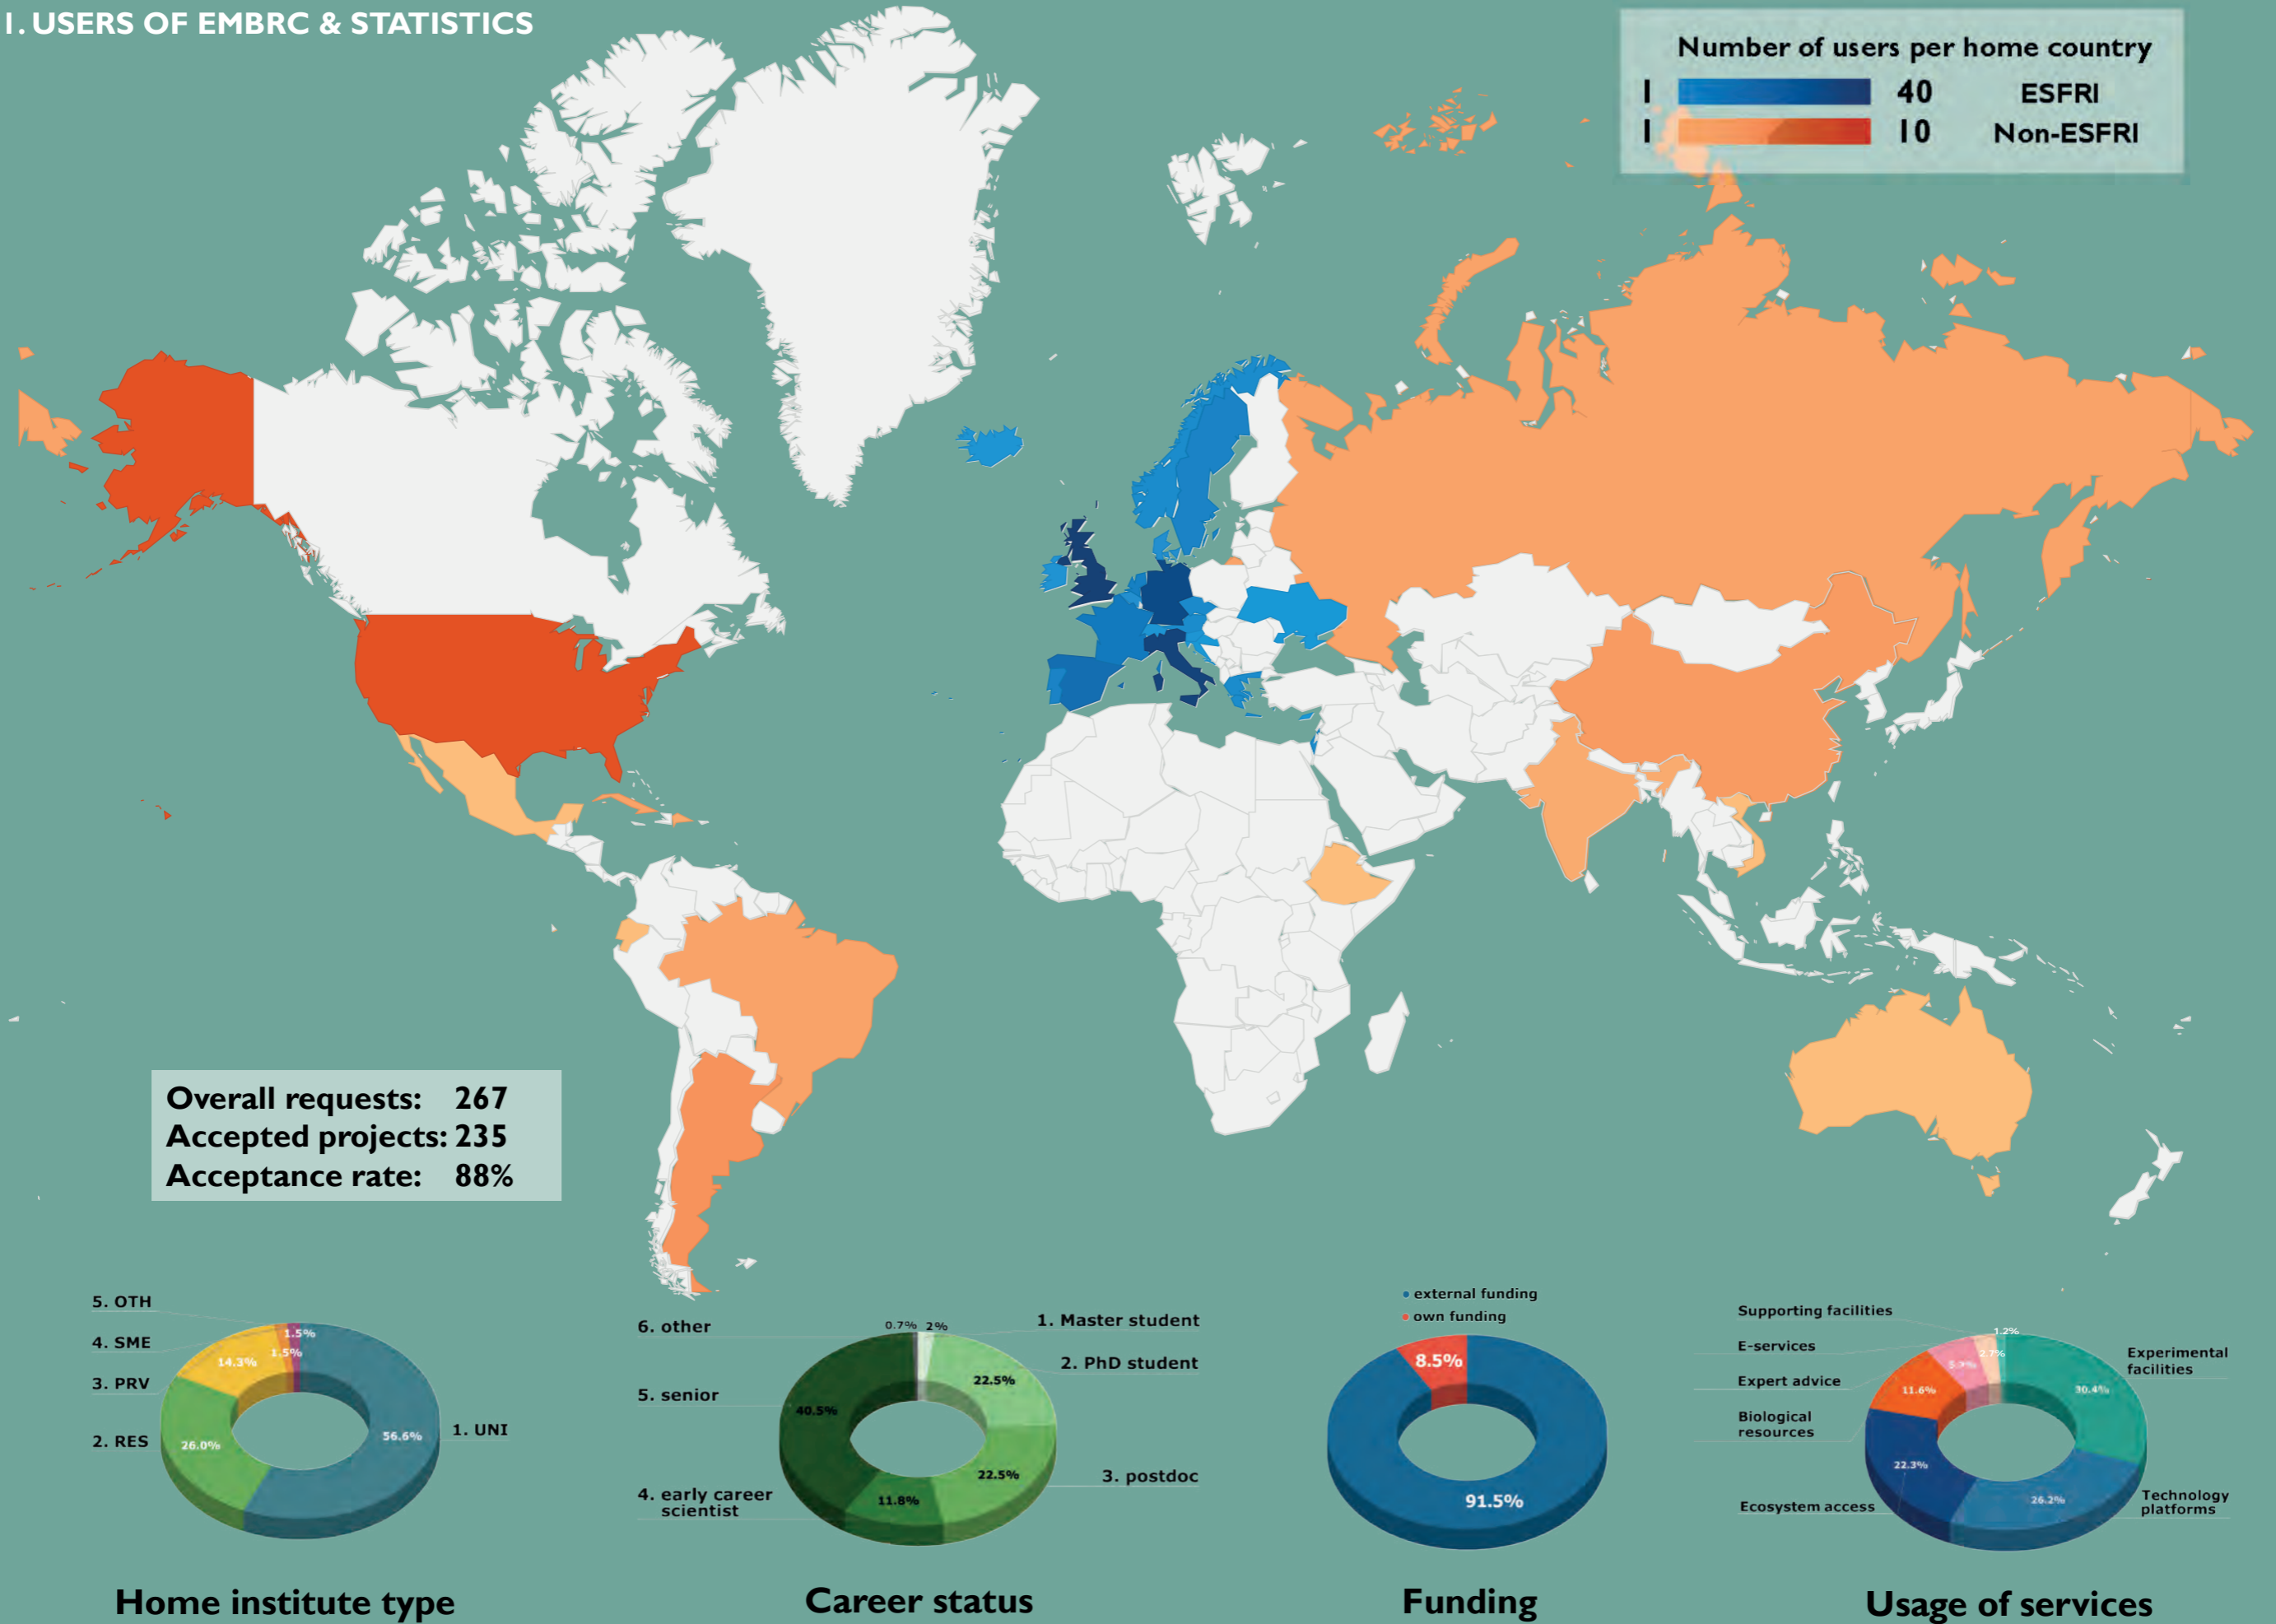 1. USERS OF EMBRC & STATISTICS
Number of users per home country
1 40 ESFRI
1 10 Non-ESFRI
Overall requests: 267
Accepted projects: 235
Acceptance rate: 88%
5. OTH
4. SME
3. PRV
2. RES
1. UNI
1.5%
1.5%
14.3%
26.0%
56.6%
Home institute type
6. other
5. senior
4. early career
scientist
1. Master student
2. PhD student
3. postdoc
0.7% 2%
22.5%
40.5%
22.5%
11.8%
Career status
external funding
own funding
8.5%
91.5%
Funding
Supporting facilities
E-services
Expert advice
Biological
resources
Ecosystem access
Experimental
facilities
Technology
platforms
1.2%
2.7%
30.4%
11.6%
22.3%
26.2%
Usage of services